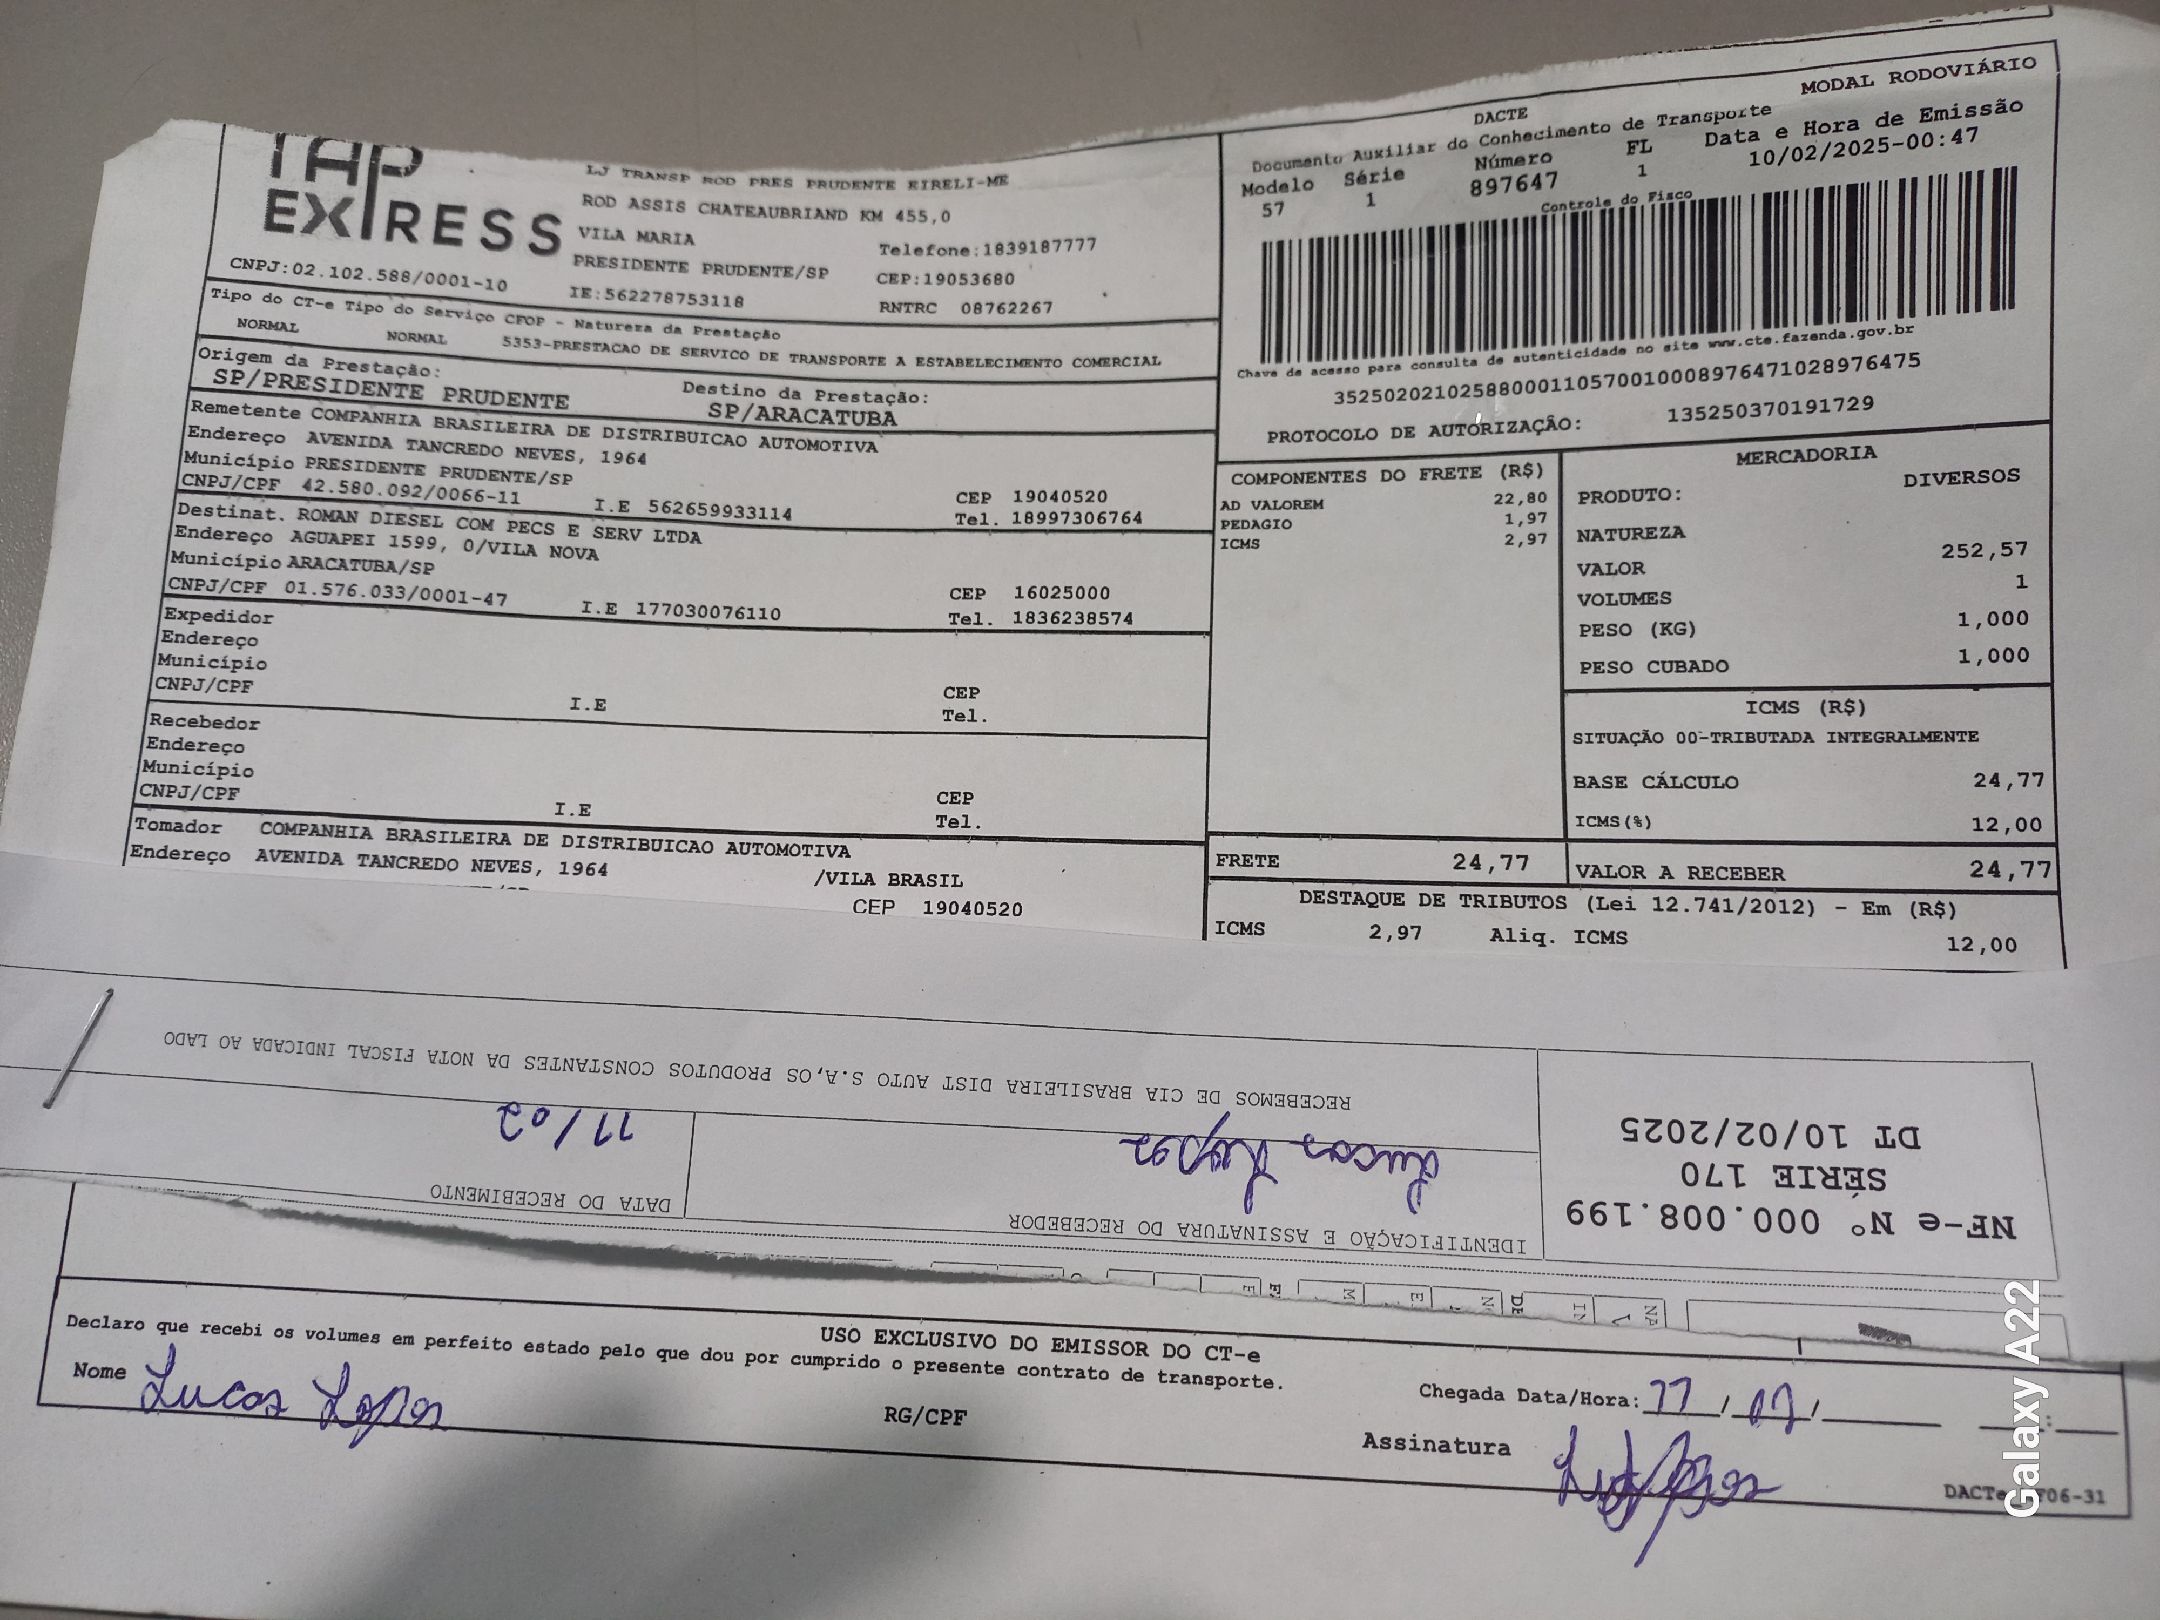 TAP
EXPRESS
CNPJ:02.102.588/0001-10
LJ TRANSP ROD PRES PRUDENTE EIRELI-ME
ROD ASSIS CHATEAUBRIAND KM 455,0
VILA MARIA
Telefone:1839187777
PRESIDENTE PRUDENTE/SP
CEP:19053680
IE:562278753118
RNTRC 08762267
DACTE
MODAL RODOVIÁRIO
Documento Auxiliar do Conhecimento de Transporte
Modelo Série Número FL Data e Hora de Emissão
57 1 897647 1 10/02/2025-00:47
Controle do Fisco
Chave de acesso para consulta de autenticidade no site www.cte.fazenda.gov.br
35250202102588000110570010008976471028976475
PROTOCOLO DE AUTORIZAÇÃO: 135250370191729
Tipo do CT-e Tipo do Serviço CFOP - Natureza da Prestação
NORMAL NORMAL 5353-PRESTACAO DE SERVICO DE TRANSPORTE A ESTABELECIMENTO COMERCIAL
Origem da Prestação: Destino da Prestação:
SP/PRESIDENTE PRUDENTE SP/ARACATUBA
Remetente COMPANHIA BRASILEIRA DE DISTRIBUICAO AUTOMOTIVA
Endereço AVENIDA TANCREDO NEVES, 1964
Município PRESIDENTE PRUDENTE/SP CEP 19040520
CNPJ/CPF 42.580.092/0066-11 I.E 562659933114 Tel. 18997306764
Destinat. ROMAN DIESEL COM PECS E SERV LTDA
Endereço AGUAPEI 1599, 0/VILA NOVA
Município ARACATUBA/SP CEP 16025000
CNPJ/CPF 01.576.033/0001-47 I.E 177030076110 Tel. 1836238574
Expedidor
Endereço
Município CEP
CNPJ/CPF I.E Tel.
Recebedor
Endereço
Município CEP
CNPJ/CPF I.E Tel.
Tomador COMPANHIA BRASILEIRA DE DISTRIBUICAO AUTOMOTIVA
Endereço AVENIDA TANCREDO NEVES, 1964 /VILA BRASIL
CEP 19040520
COMPONENTES DO FRETE (R$)
AD VALOREM 22,80
PEDAGIO 1,97
ICMS 2,97
MERCADORIA
PRODUTO: DIVERSOS
NATUREZA
VALOR 252,57
VOLUMES 1
PESO (KG) 1,000
PESO CUBADO 1,000
ICMS (R$)
SITUAÇÃO 00-TRIBUTADA INTEGRALMENTE
BASE CÁLCULO 24,77
ICMS(%) 12,00
FRETE 24,77 VALOR A RECEBER 24,77
DESTAQUE DE TRIBUTOS (Lei 12.741/2012) - Em (R$)
ICMS 2,97 Aliq. ICMS 12,00
NF-e Nº 000.008.199
SÉRIE 170
DT 10/02/2025
IDENTIFICAÇÃO E ASSINATURA DO RECEBEDOR
Lucas Lopes
DATA DO RECEBIMENTO
11/02
RECEBEMOS DE CIA BRASILEIRA DIST AUTO S.A,OS PRODUTOS CONSTANTES DA NOTA FISCAL INDICADA AO LADO
USO EXCLUSIVO DO EMISSOR DO CT-e
Declaro que recebi os volumes em perfeito estado pelo que dou por cumprido o presente contrato de transporte.
Nome Lucas Lopes
RG/CPF
Chegada Data/Hora: 11 / 02 /
Assinatura
Galaxy A22